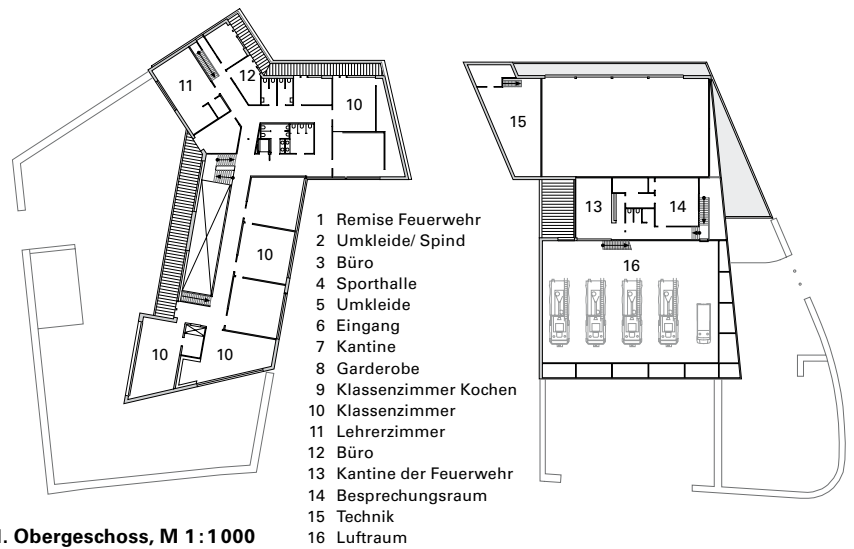 11
12
10
15
13
14
10
16
10
10
1 Remise Feuerwehr
2 Umkleide/ Spind
3 Büro
4 Sporthalle
5 Umkleide
6 Eingang
7 Kantine
8 Garderobe
9 Klassenzimmer Kochen
10 Klassenzimmer
11 Lehrerzimmer
12 Büro
13 Kantine der Feuerwehr
14 Besprechungsraum
15 Technik
16 Luftraum
. Obergeschoss, M 1:1000